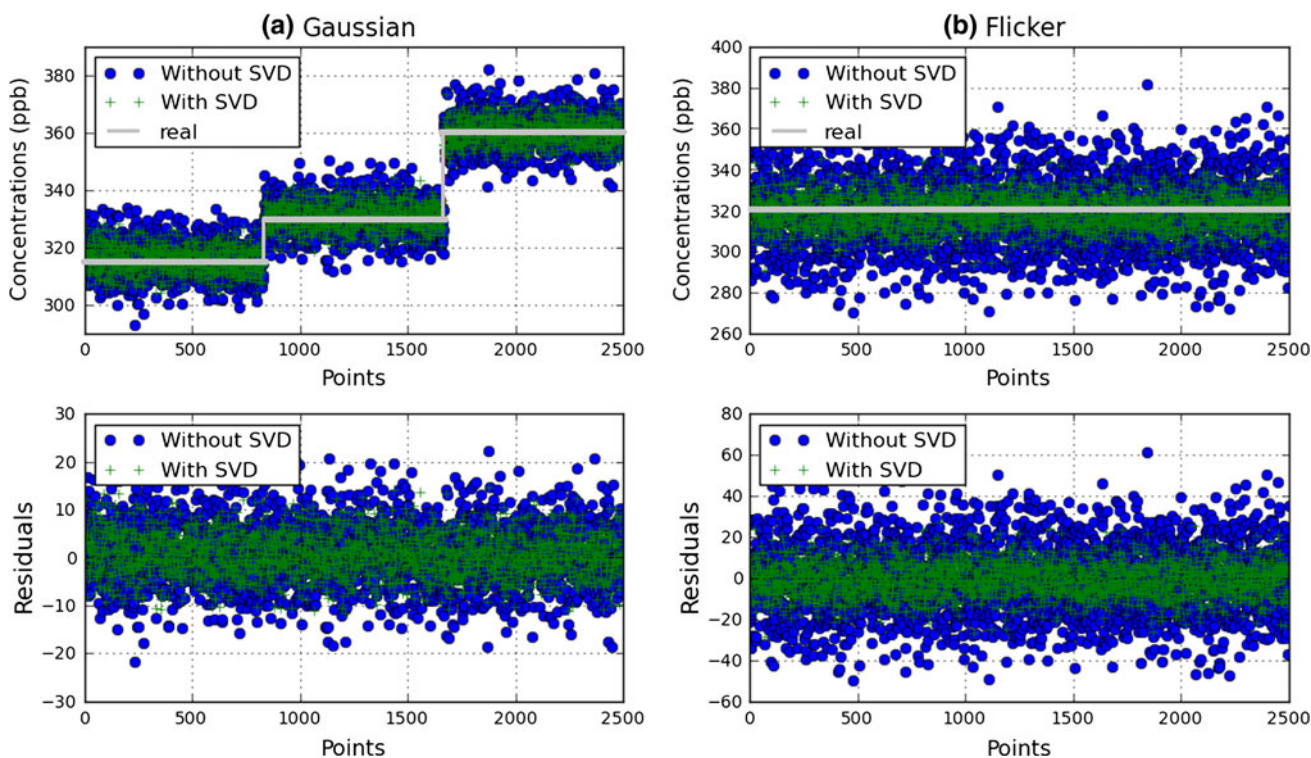 (a) Gaussian
Concentrations (ppb)
380
360
340
320
300
Without SVD
With SVD
real
0 500 1000 1500 2000 2500
Points
(b) Flicker
Concentrations (ppb)
400
380
360
340
320
300
280
260
Without SVD
With SVD
real
0 500 1000 1500 2000 2500
Points
Residuals
30
20
10
0
−10
−20
−30
Without SVD
With SVD
0 500 1000 1500 2000 2500
Points
Residuals
80
60
40
20
0
−20
−40
−60
Without SVD
With SVD
0 500 1000 1500 2000 2500
Points